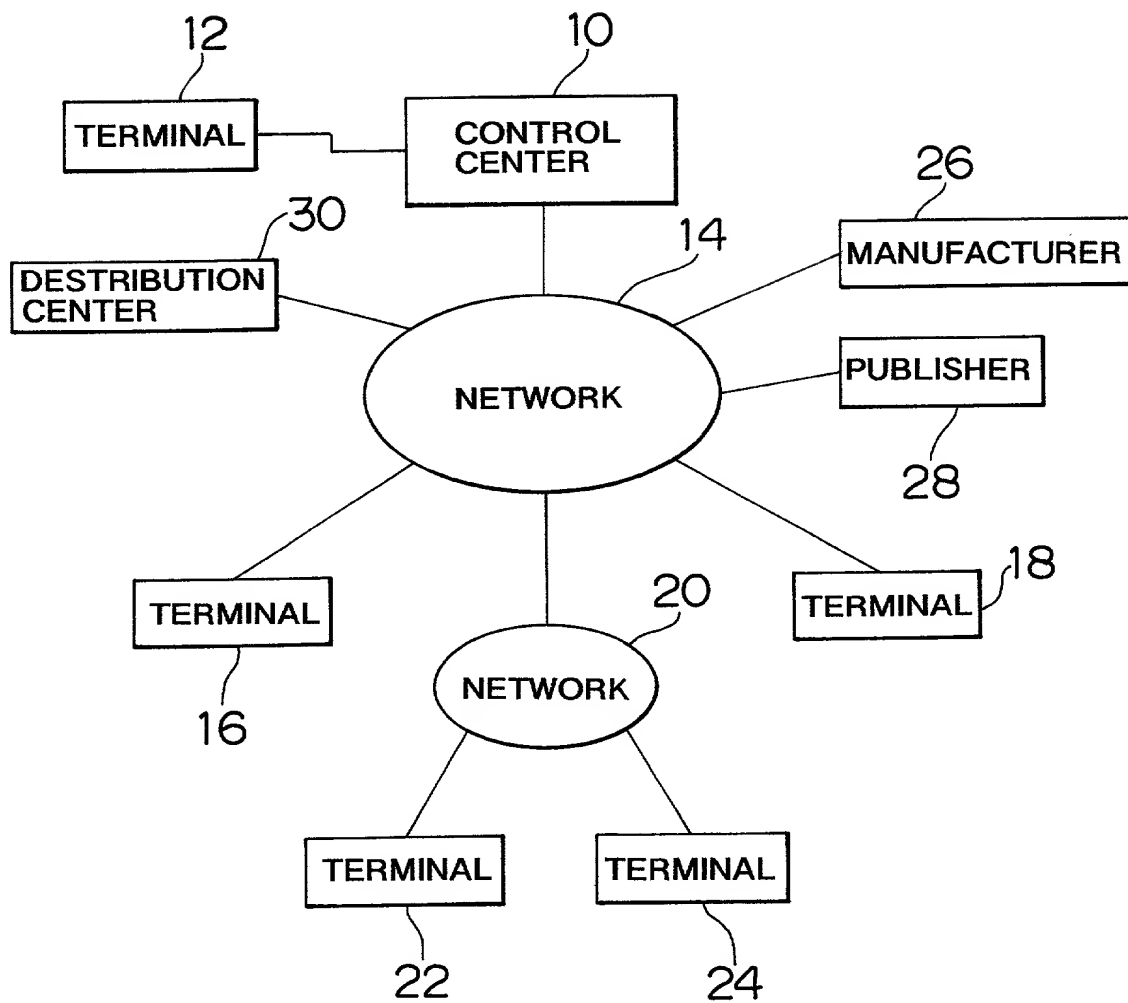 12
10
TERMINAL
CONTROL
CENTER
26
30
14
MANUFACTURER
DESTRIBUTION
CENTER
PUBLISHER
NETWORK
28
18
TERMINAL
20
TERMINAL
NETWORK
16
TERMINAL
TERMINAL
22
24